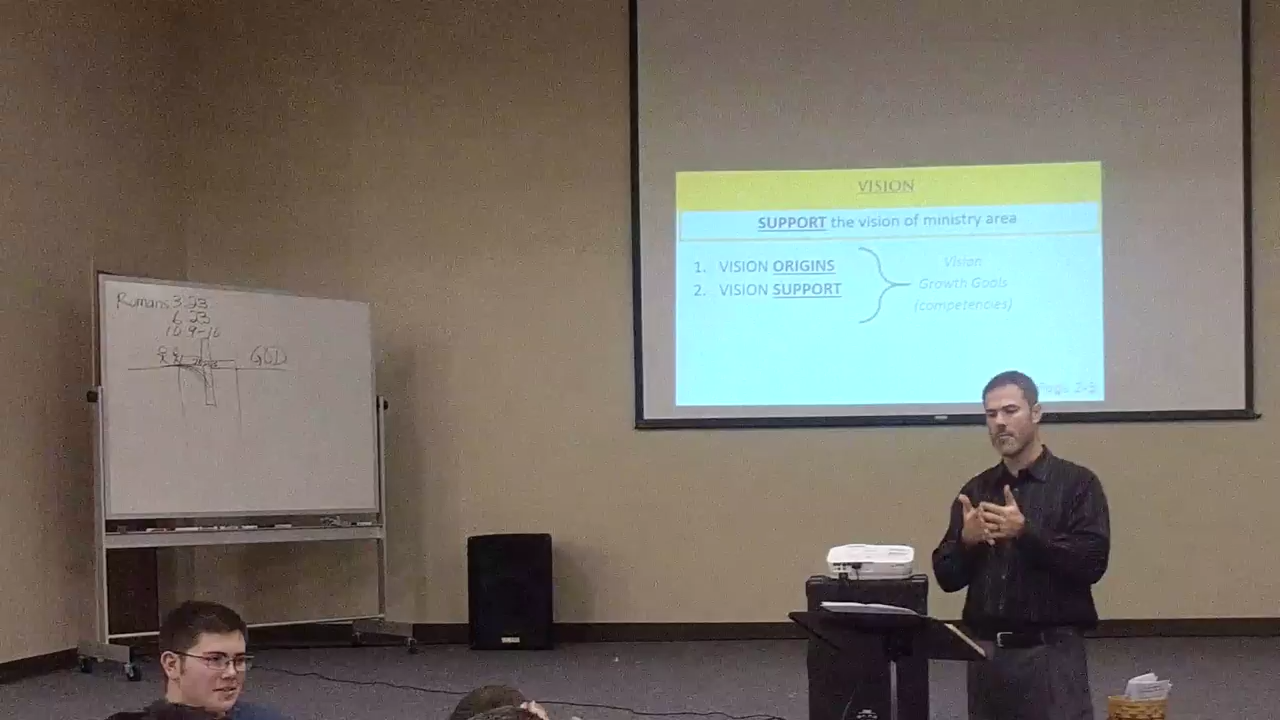 Romans 3:23
6 23
10 9-10
GOD
VISION
SUPPORT the vision of ministry area
1. VISION ORIGINS
2. VISION SUPPORT
Vision
Growth Goals
(competencies)
YAMAHA